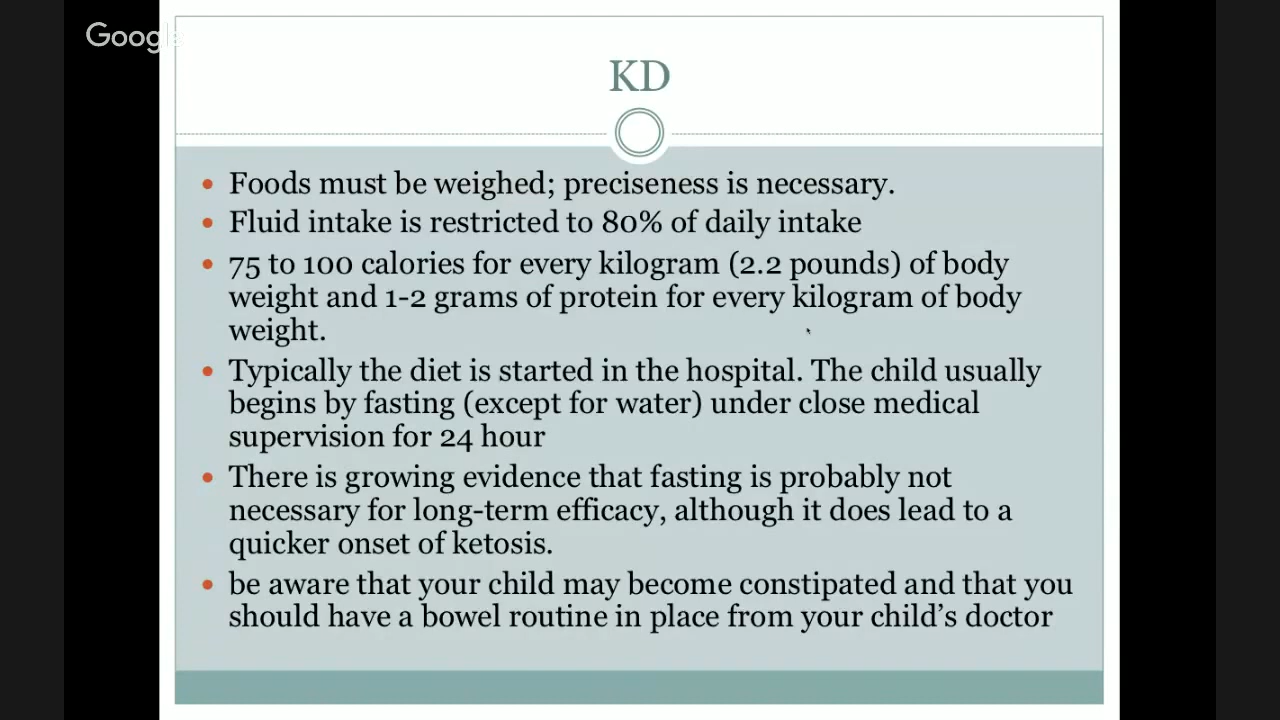 Google
KD
Foods must be weighed; preciseness is necessary.
Fluid intake is restricted to 80% of daily intake
75 to 100 calories for every kilogram (2.2 pounds) of body
weight and 1-2 grams of protein for every kilogram of body
weight.
Typically the diet is started in the hospital. The child usually
begins by fasting (except for water) under close medical
supervision for 24 hour
There is growing evidence that fasting is probably not
necessary for long-term efficacy, although it does lead to a
quicker onset of ketosis.
be aware that your child may become constipated and that you
should have a bowel routine in place from your child’s doctor